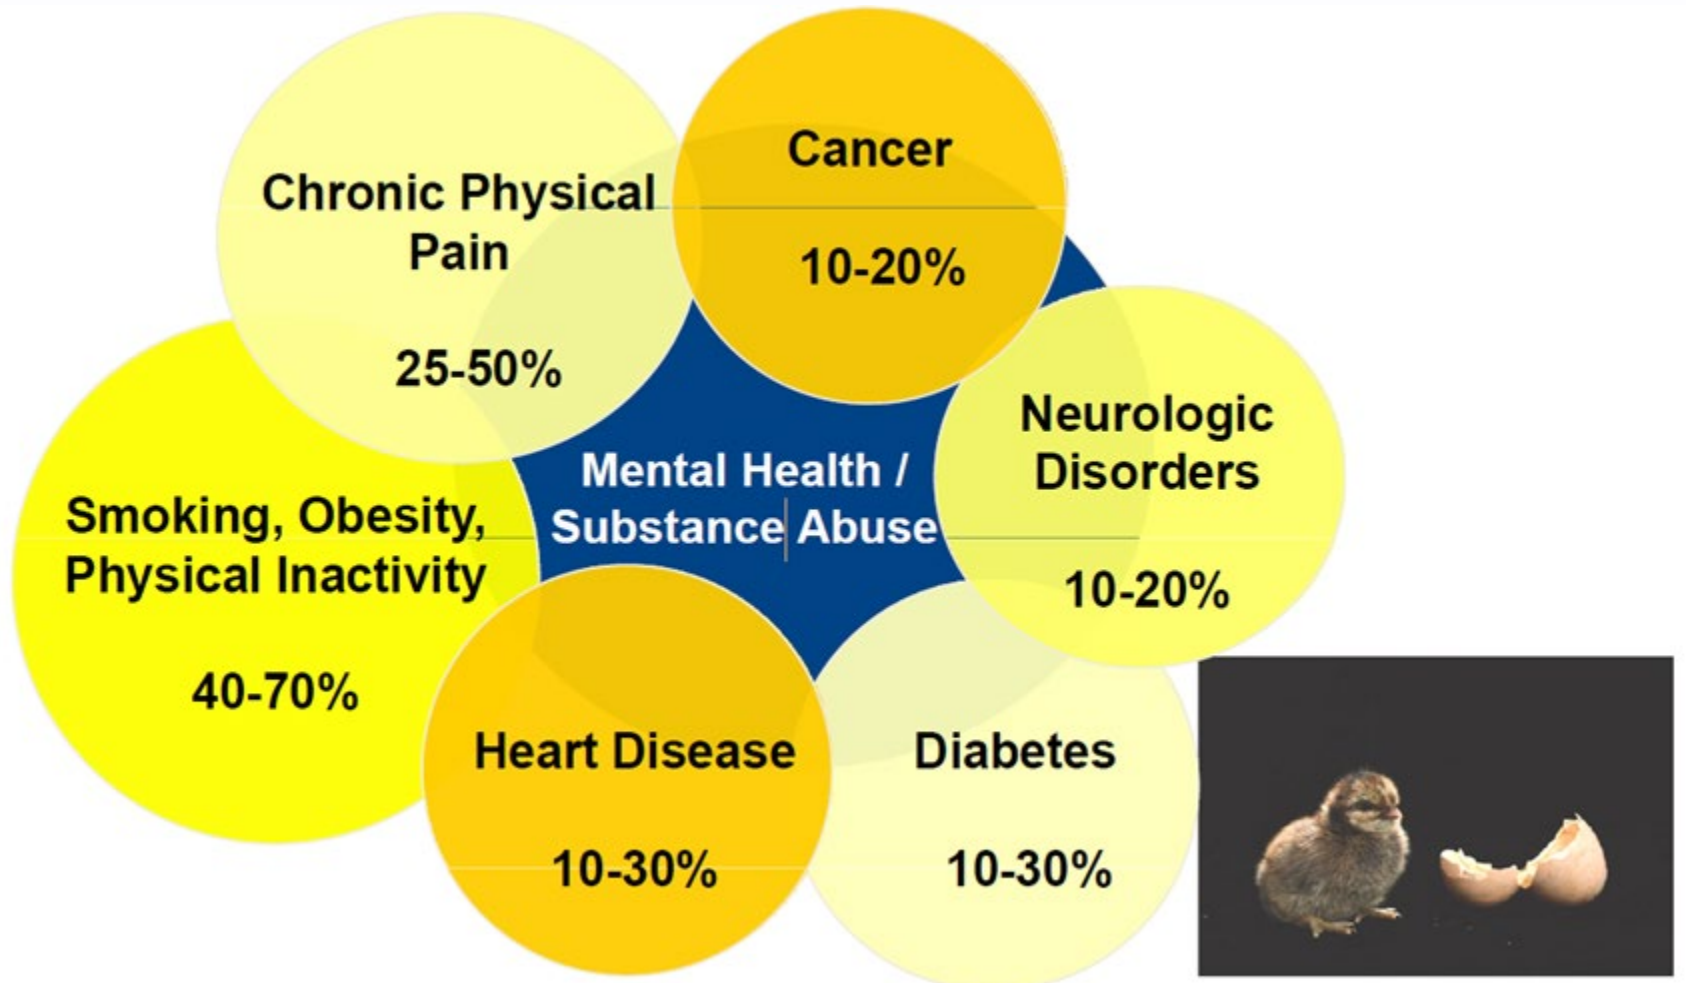 Cancer
10-20%
Chronic Physical
Pain
25-50%
Neurologic
Disorders
10-20%
Mental Health /
Substance Abuse
Smoking, Obesity,
Physical Inactivity
40-70%
Heart Disease
10-30%
Diabetes
10-30%